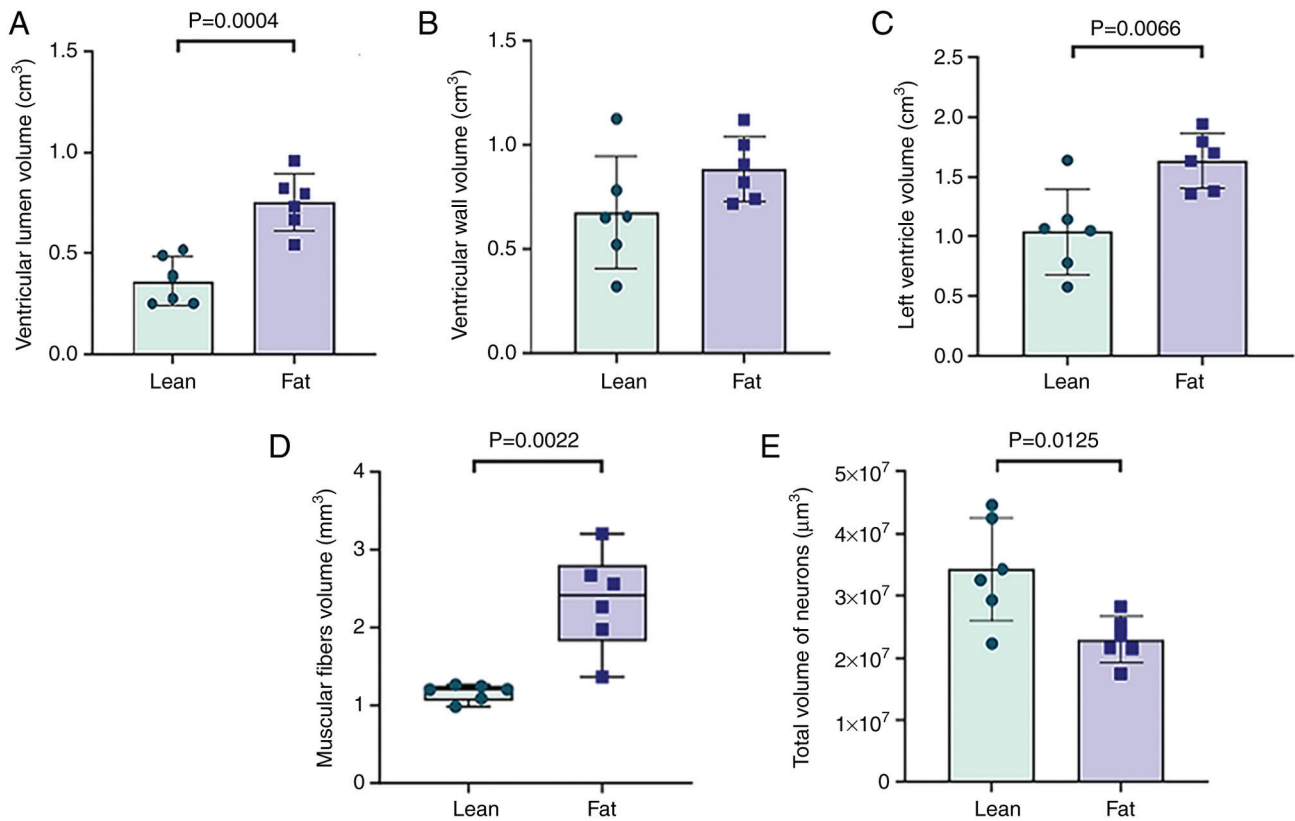 A
P=0.0004
Ventricular lumen volume (cm³)
1.5
1.0
0.5
0.0
Lean
Fat
B
Ventricular wall volume (cm³)
1.5
1.0
0.5
0.0
Lean
Fat
C
P=0.0066
Left ventricle volume (cm³)
2.5
2.0
1.5
1.0
0.5
0.0
Lean
Fat
D
P=0.0022
Muscular fibers volume (mm³)
4
3
2
1
0
Lean
Fat
E
P=0.0125
Total volume of neurons (µm³)
5×10⁷
4×10⁷
3×10⁷
2×10⁷
1×10⁷
0
Lean
Fat